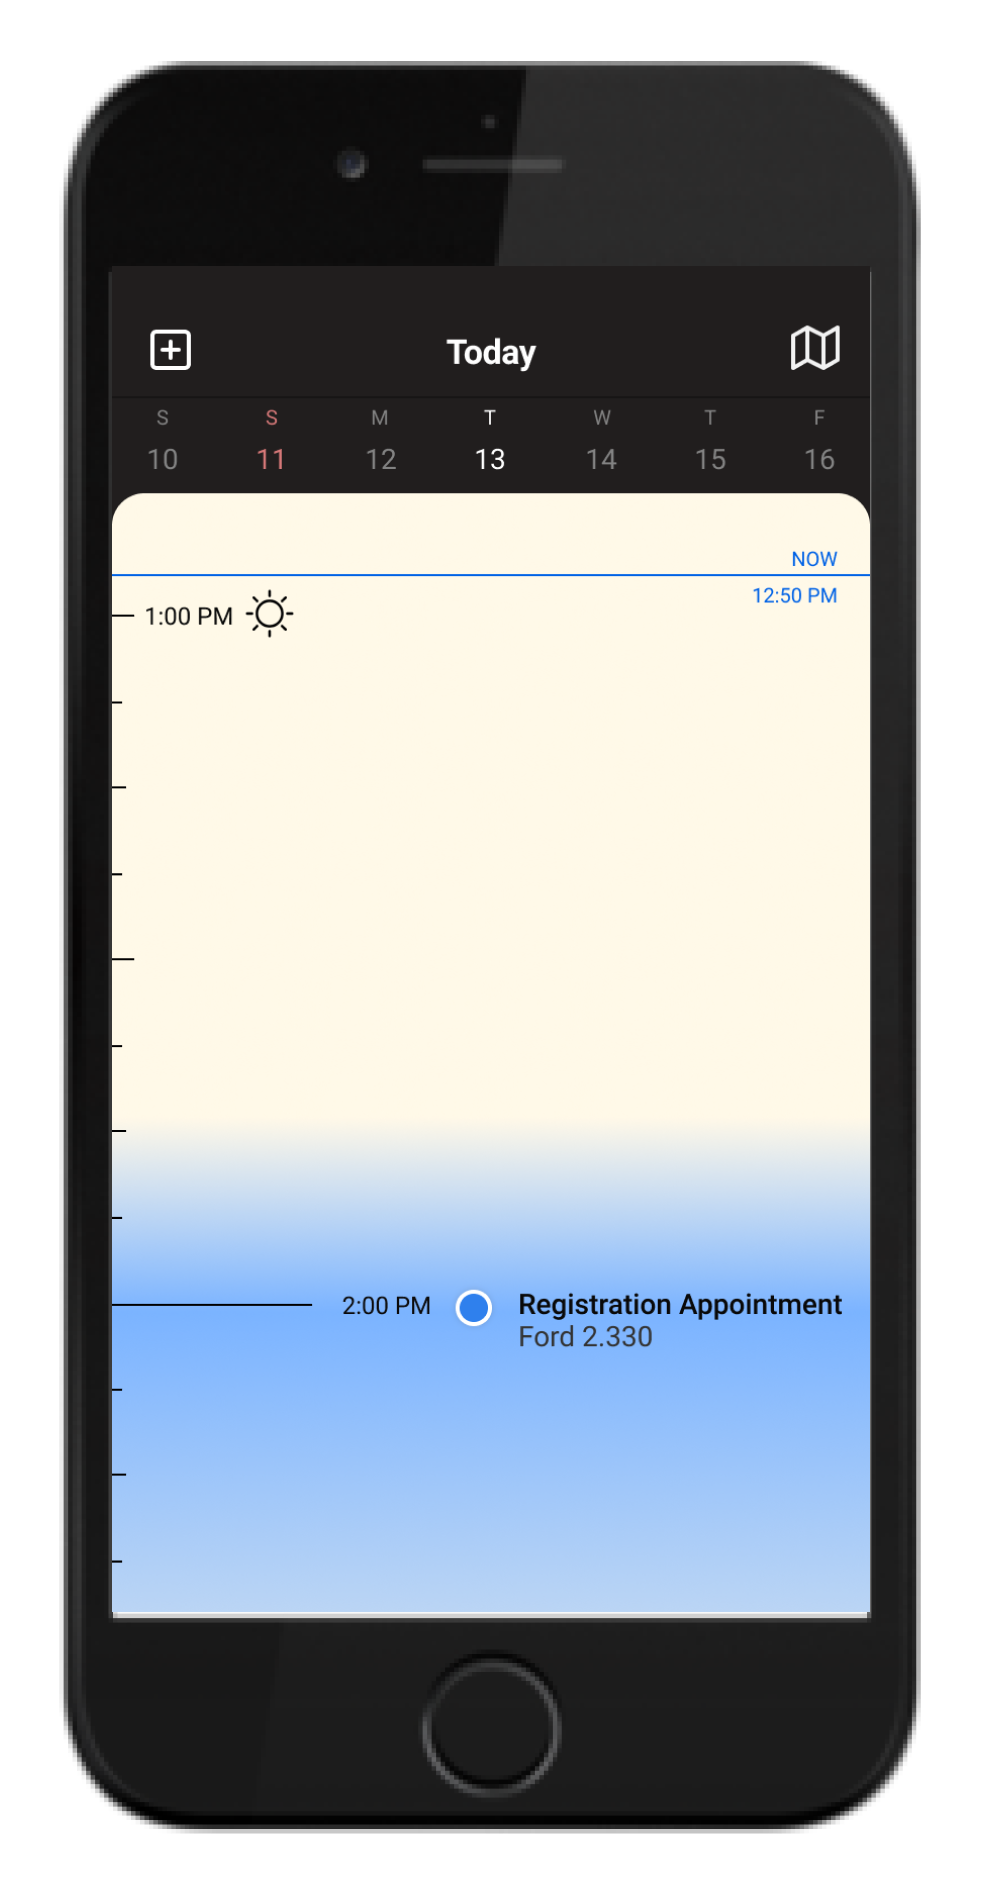 Today
S S M T W T F
10 11 12 13 14 15 16
NOW
12:50 PM
1:00 PM
2:00 PM Registration Appointment
Ford 2.330